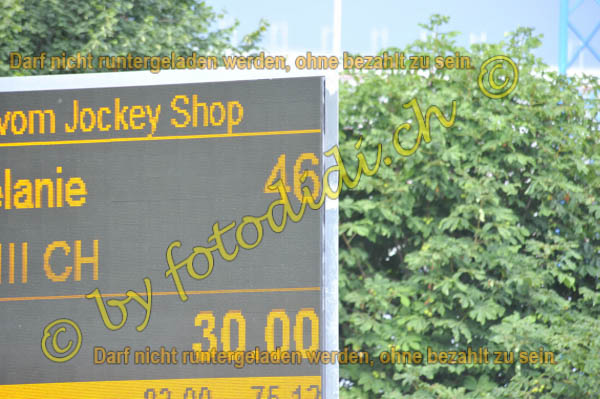 Darf nicht runtergeladen werden, ohne bezahlt zu sein.
vom Jockey Shop
elanie 46
III CH
© by fotodidi.ch ©
30.00
Darf nicht runtergeladen werden, ohne bezahlt zu sein